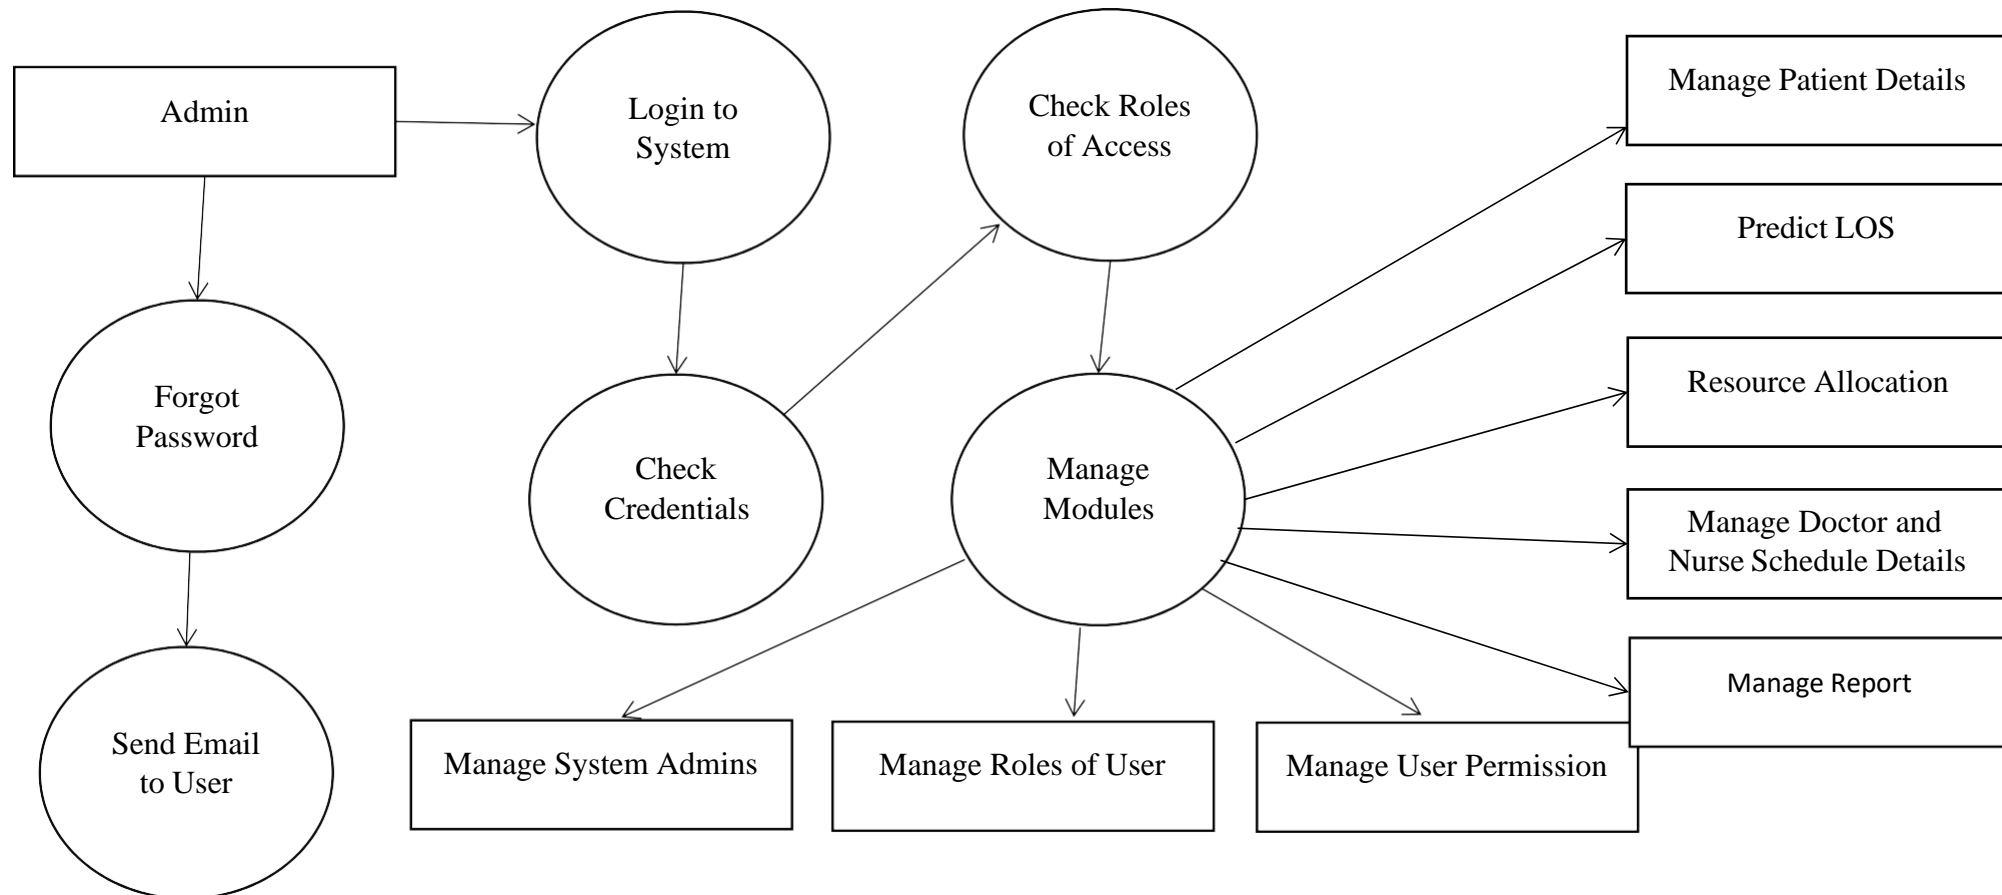 Admin
Login to
System
Check Roles
of Access
Manage Patient Details
Predict LOS
Resource Allocation
Forgot
Password
Check
Credentials
Manage
Modules
Manage Doctor and
Nurse Schedule Details
Manage Report
Send Email
to User
Manage System Admins
Manage Roles of User
Manage User Permission